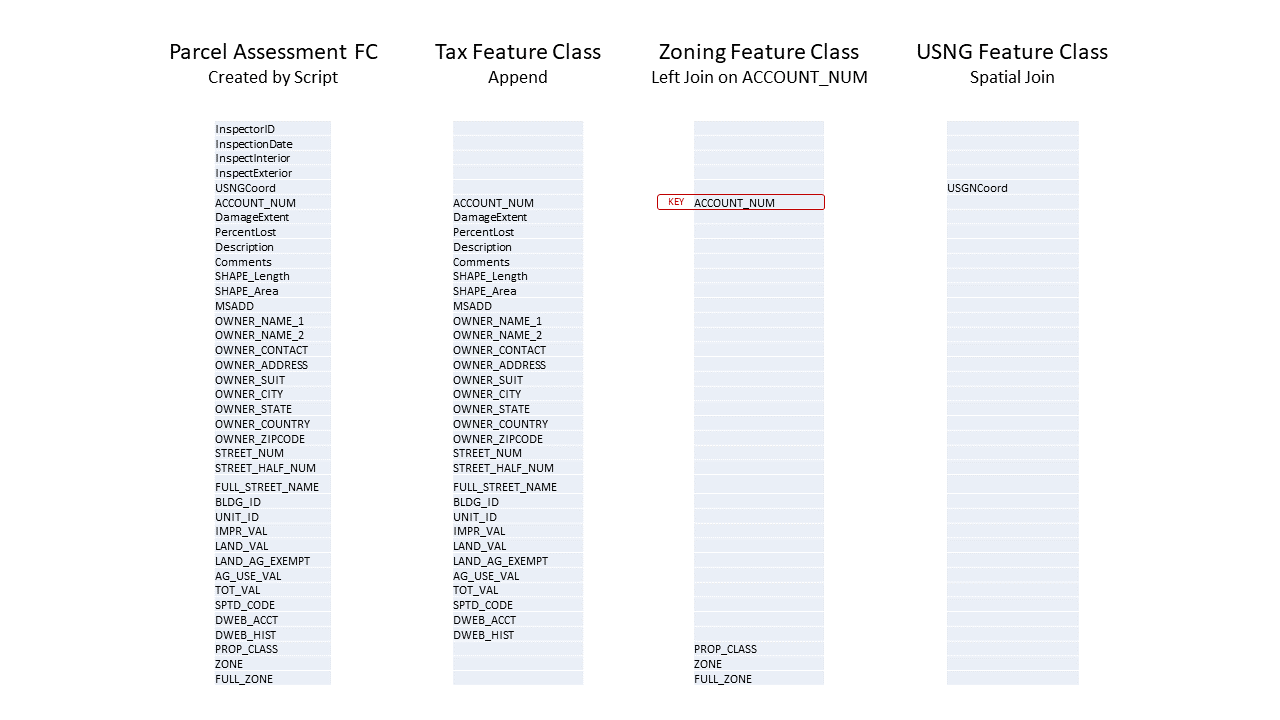 Parcel Assessment FC
Created by Script
Tax Feature Class
Append
Zoning Feature Class
Left Join on ACCOUNT_NUM
USNG Feature Class
Spatial Join
InspectorID
InspectionDate
InspectInterior
InspectExterior
USNGCoord
ACCOUNT_NUM
DamageExtent
PercentLost
Description
Comments
SHAPE_Length
SHAPE_Area
MSADD
OWNER_NAME_1
OWNER_NAME_2
OWNER_CONTACT
OWNER_ADDRESS
OWNER_SUIT
OWNER_CITY
OWNER_STATE
OWNER_COUNTRY
OWNER_ZIPCODE
STREET_NUM
STREET_HALF_NUM
FULL_STREET_NAME
BLDG_ID
UNIT_ID
IMPR_VAL
LAND_VAL
LAND_AG_EXEMPT
AG_USE_VAL
TOT_VAL
SPTD_CODE
DWEB_ACCT
DWEB_HIST
PROP_CLASS
ZONE
FULL_ZONE
ACCOUNT_NUM
DamageExtent
PercentLost
Description
Comments
SHAPE_Length
SHAPE_Area
MSADD
OWNER_NAME_1
OWNER_NAME_2
OWNER_CONTACT
OWNER_ADDRESS
OWNER_SUIT
OWNER_CITY
OWNER_STATE
OWNER_COUNTRY
OWNER_ZIPCODE
STREET_NUM
STREET_HALF_NUM
FULL_STREET_NAME
BLDG_ID
UNIT_ID
IMPR_VAL
LAND_VAL
LAND_AG_EXEMPT
AG_USE_VAL
TOT_VAL
SPTD_CODE
DWEB_ACCT
DWEB_HIST
KEY ACCOUNT_NUM
PROP_CLASS
ZONE
FULL_ZONE
USGNCoord